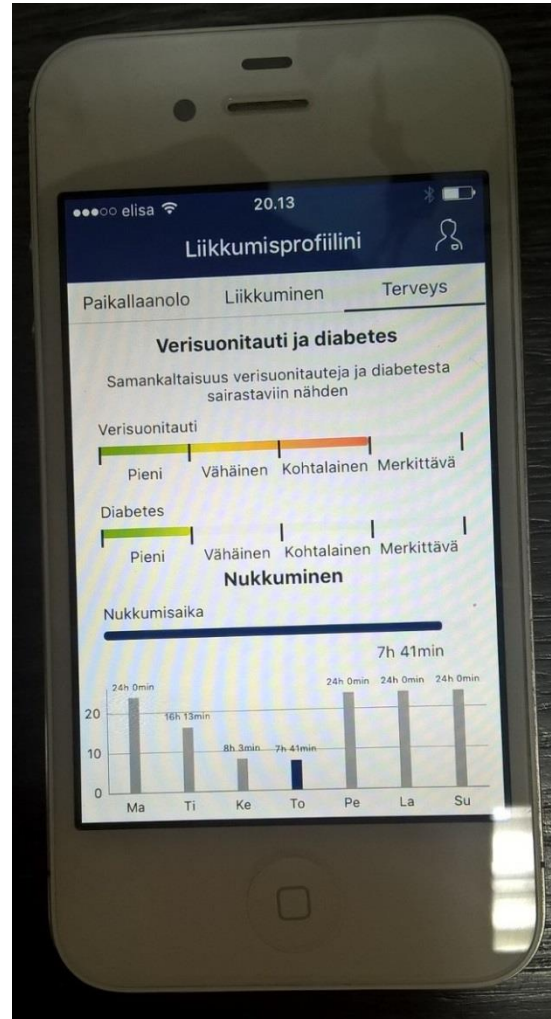 elisa 20.13
Liikkumisprofiilini
Paikallaanolo Liikkuminen Terveys
Verisuonitauti ja diabetes
Samankaltaisuus verisuonitauteja ja diabetesta
sairastaviin nähden
Verisuonitauti
Pieni Vähäinen Kohtalainen Merkittävä
Diabetes
Pieni Vähäinen Kohtalainen Merkittävä
Nukkuminen
Nukkumisaika
7h 41min
24h 0min 16h 13min 8h 3min 7h 41min 24h 0min 24h 0min 24h 0min
20
10
0
Ma Ti Ke To Pe La Su